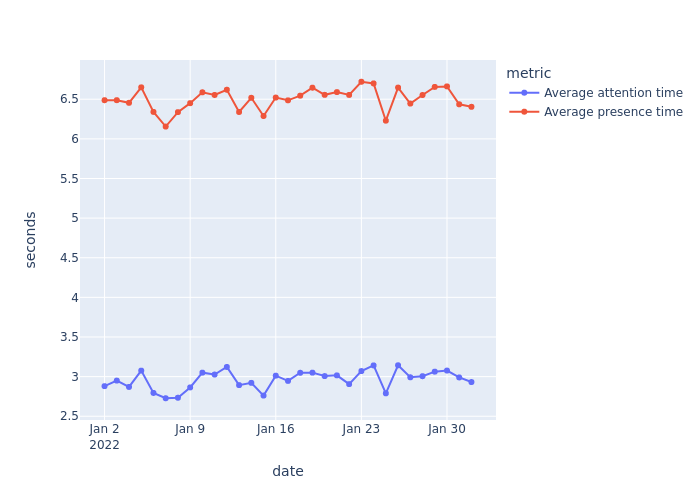 metric
Average attention time
Average presence time
6.5
6
5.5
5
4.5
4
3.5
3
2.5
seconds
Jan 2
2022
Jan 9
Jan 16
Jan 23
Jan 30
date